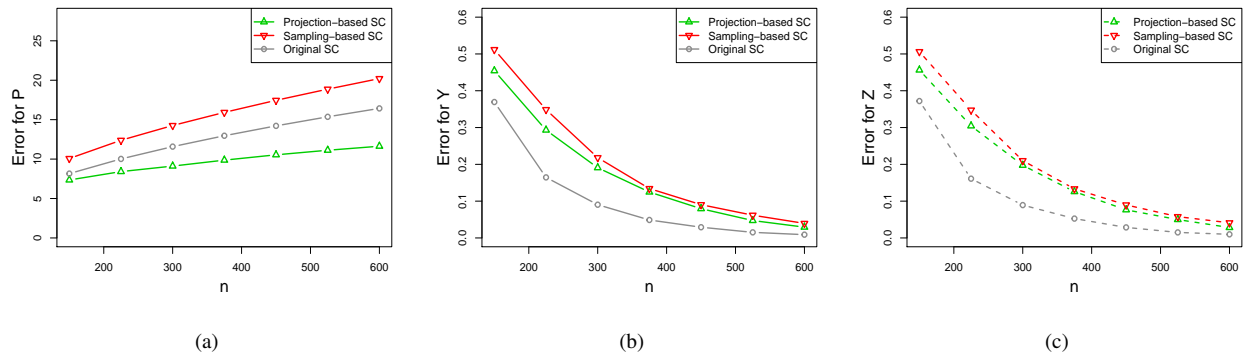 Projection-based SC
Sampling-based SC
Original SC
Error for P
0
5
10
15
20
25
200
300
400
500
600
n
(a)
Projection-based SC
Sampling-based SC
Original SC
Error for Y
0.0
0.1
0.2
0.3
0.4
0.5
0.6
200
300
400
500
600
n
(b)
Projection-based SC
Sampling-based SC
Original SC
Error for Z
0.0
0.1
0.2
0.3
0.4
0.5
0.6
200
300
400
500
600
n
(c)